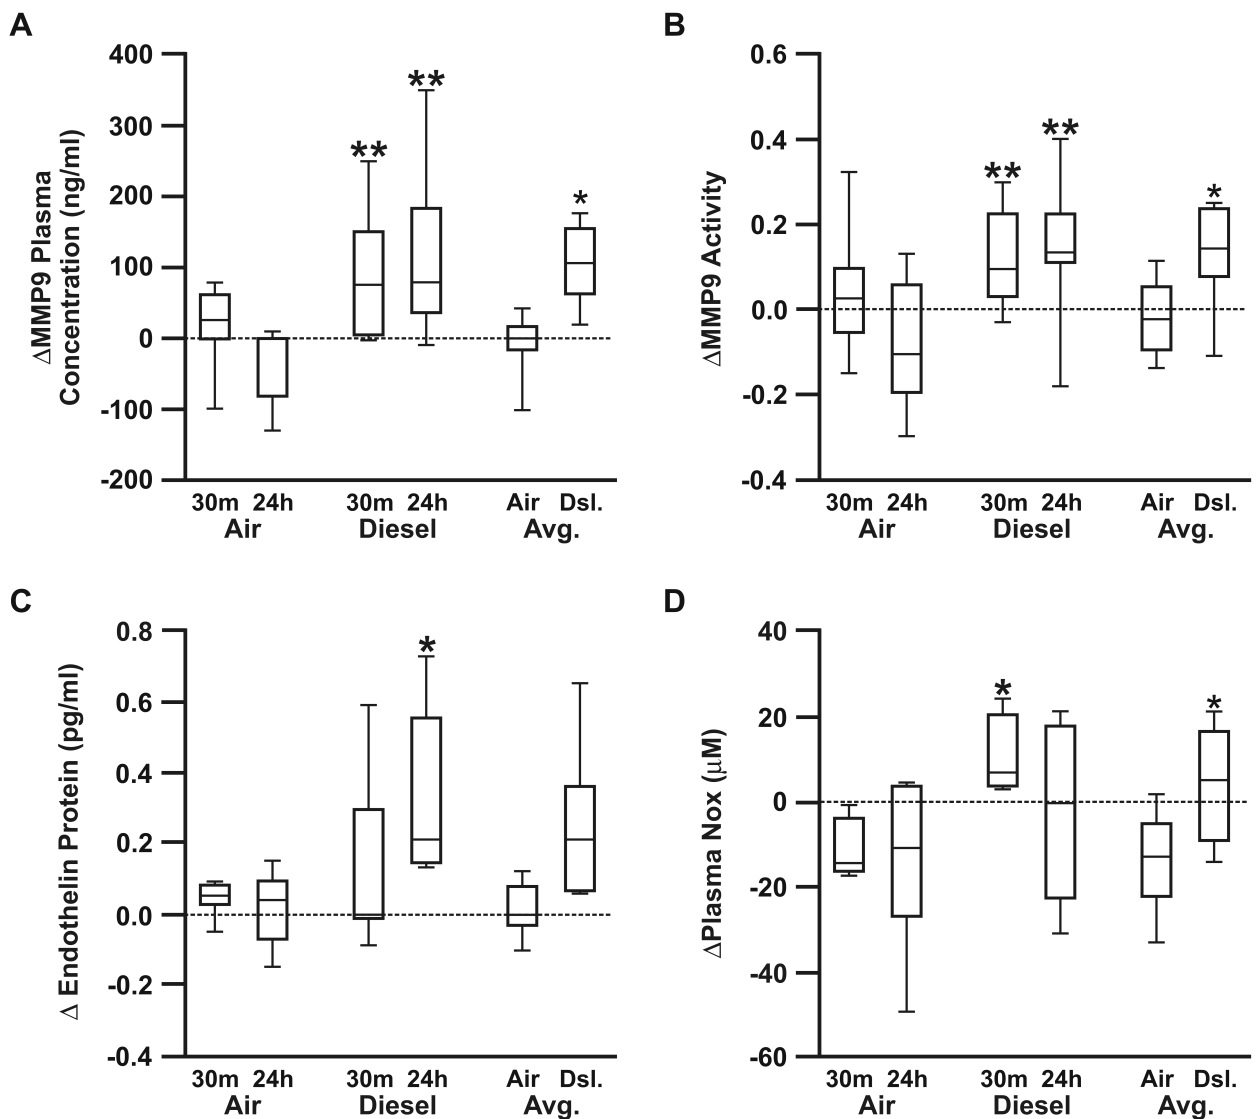 A
ΔMMP9 Plasma
Concentration (ng/ml)
400
300
200
100
0
-100
-200
** ** *
30m 24h 30m 24h Air Dsl.
Air Diesel Avg.
B
ΔMMP9 Activity
0.6
0.4
0.2
0.0
-0.2
-0.4
** ** *
30m 24h 30m 24h Air Dsl.
Air Diesel Avg.
C
Δ Endothelin Protein (pg/ml)
0.8
0.6
0.4
0.2
0.0
-0.2
-0.4
*
30m 24h 30m 24h Air Dsl.
Air Diesel Avg.
D
ΔPlasma Nox (μM)
40
20
0
-20
-40
-60
* *
30m 24h 30m 24h Air Dsl.
Air Diesel Avg.